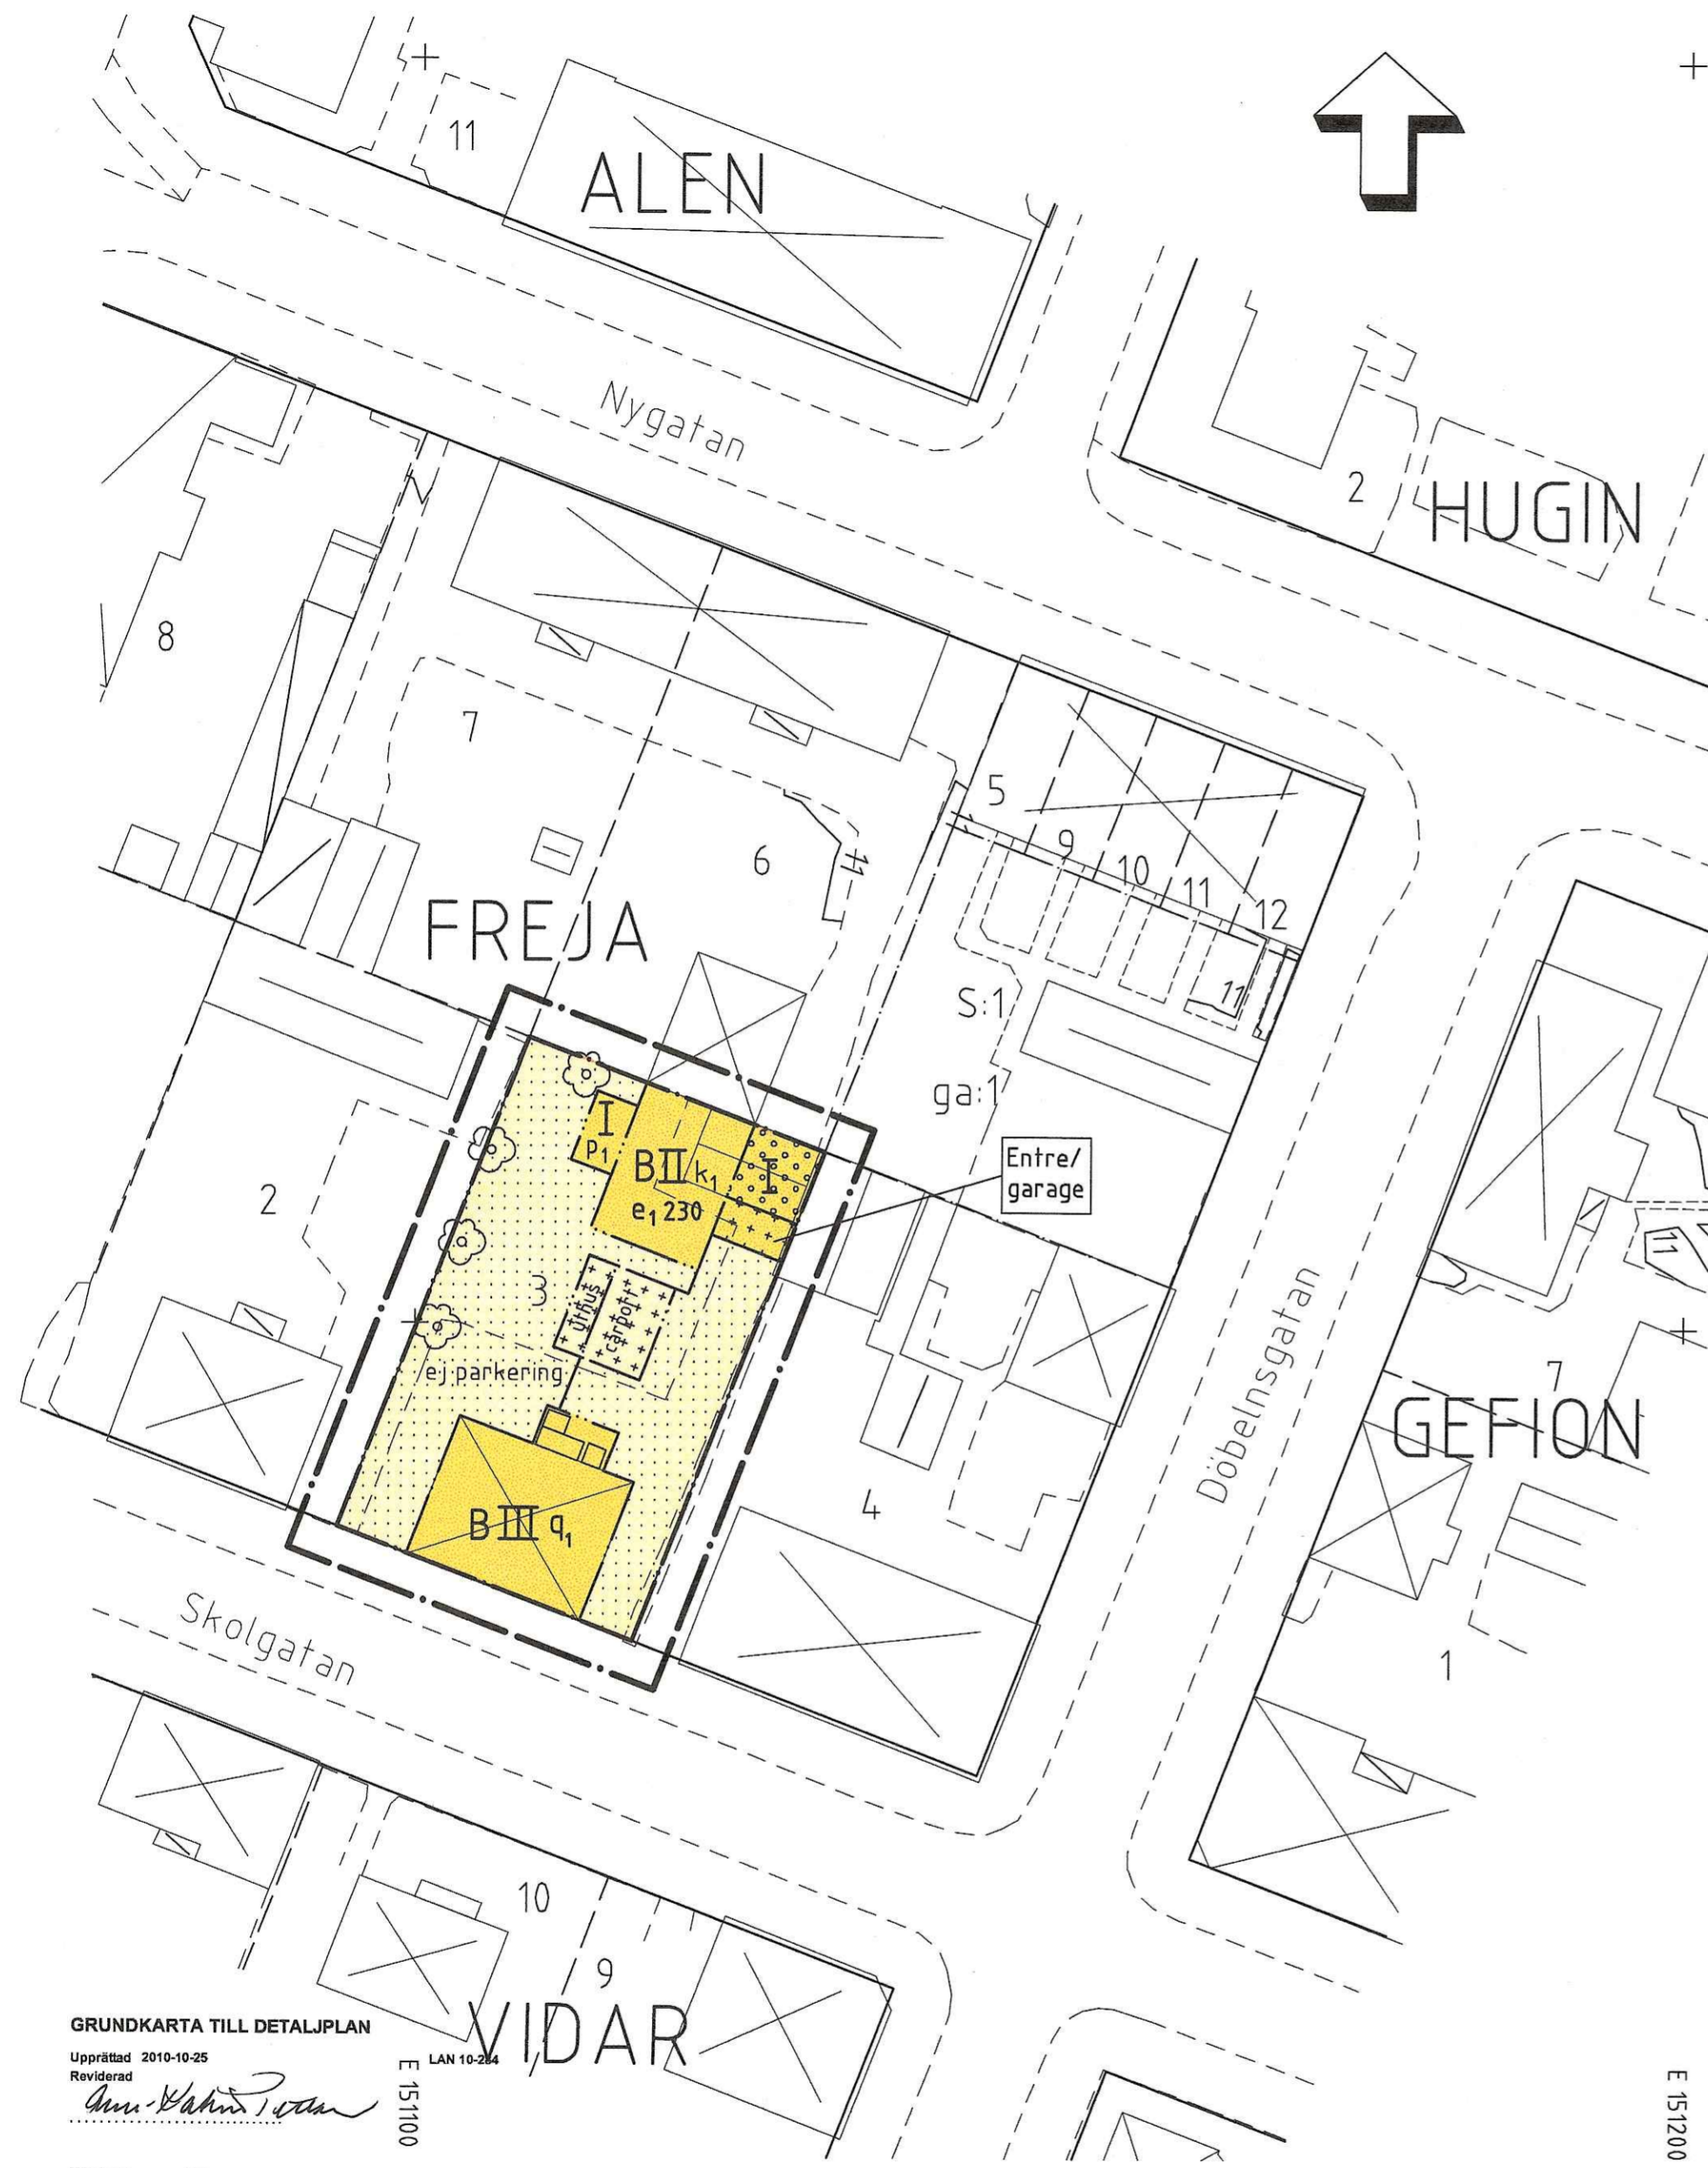 11
ALEN
Nygatan
2
HUGIN
8
7
5
9
10
11
12
6
FREJA
11
S:1
ga:1
I
p1
BII k1
I
e1 230
Entre/
garage
2
3
uthus
carport
ej parkering
11
Döbelnsgatan
7
GEFION
4
BIII q1
Skolgatan
1
10
9
VIDAR
GRUNDKARTA TILL DETALJPLAN
Upprättad 2010-10-25
Reviderad
E 151100
E 151200